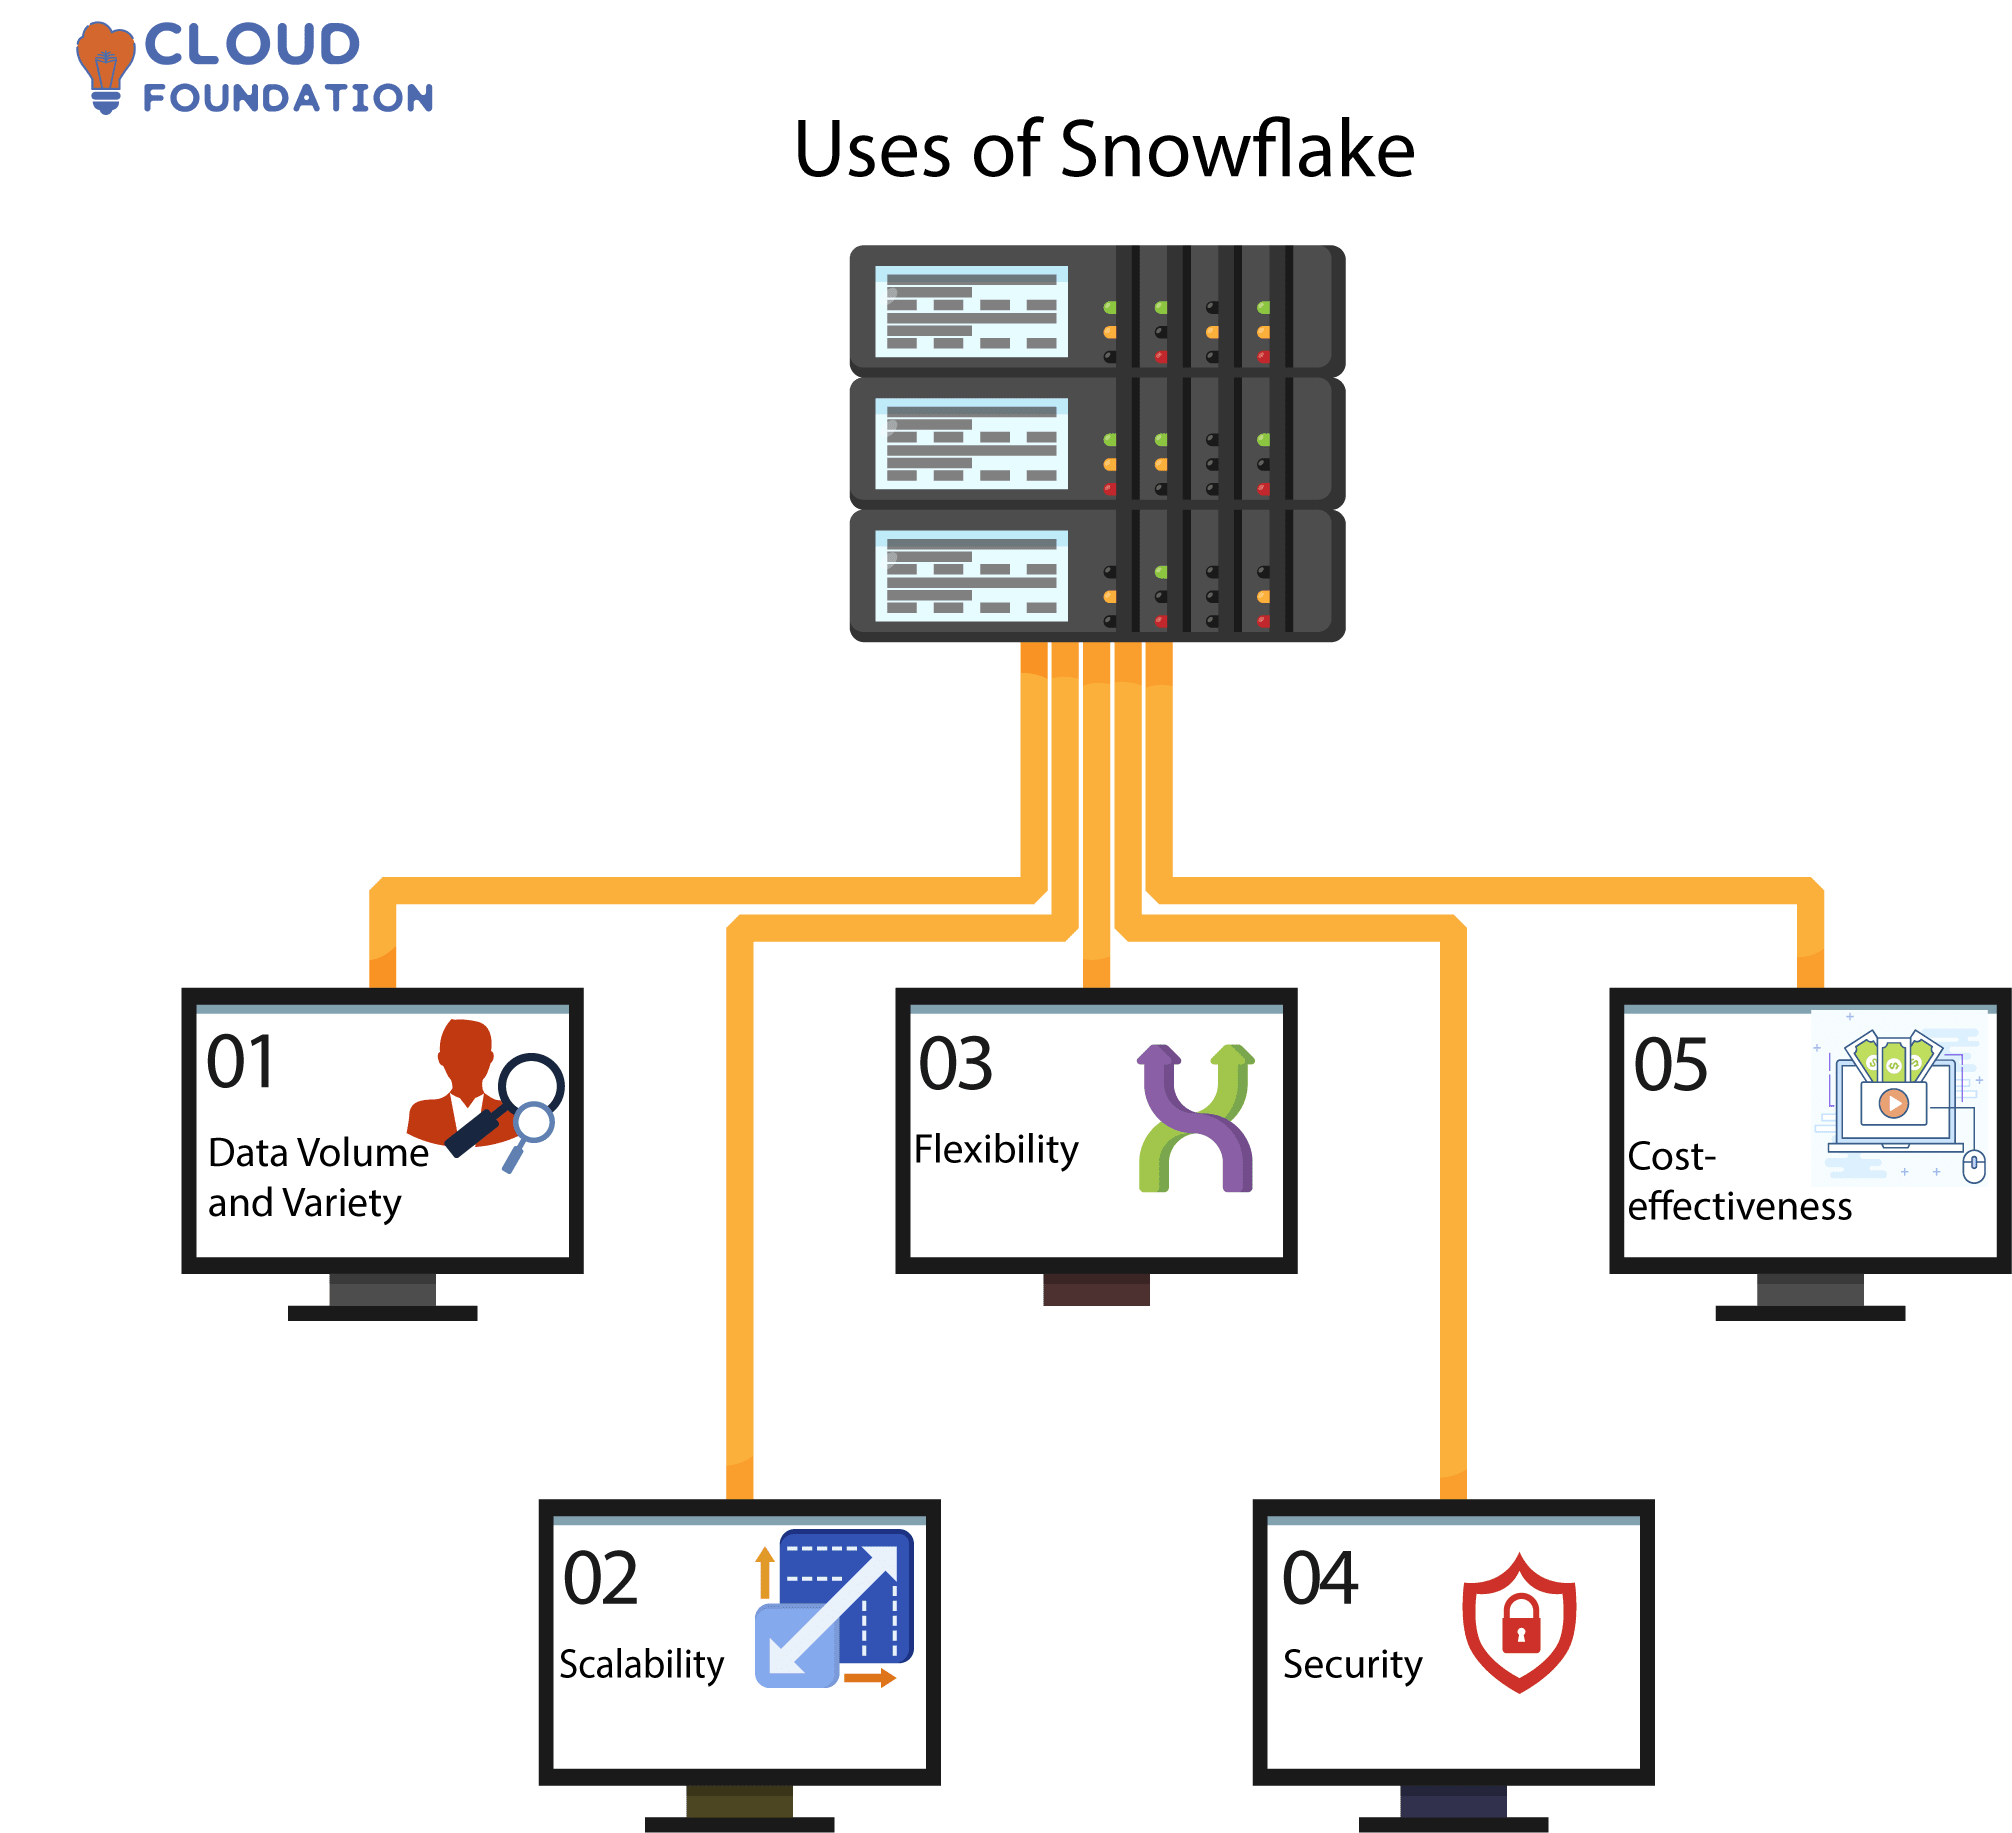 CLOUD
FOUNDATION
Uses of Snowflake
01
Data Volume
and Variety
02
Scalability
03
Flexibility
04
Security
05
Cost-
effectiveness